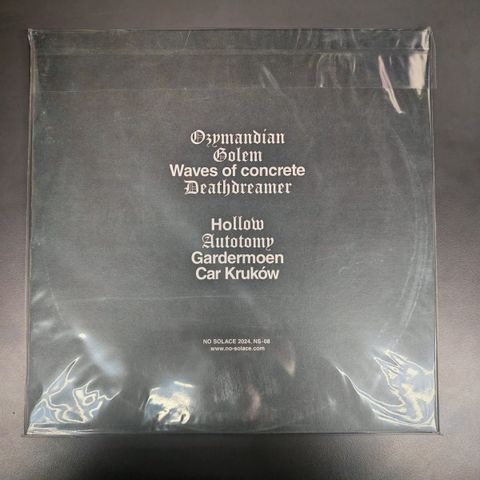 Ozymandian
Golem
Waves of concrete
Deathdreamer
Hollow
Autotomy
Gardermoen
Car Kruków
NO SOLACE 2024, NS-08
www.no-solace.com